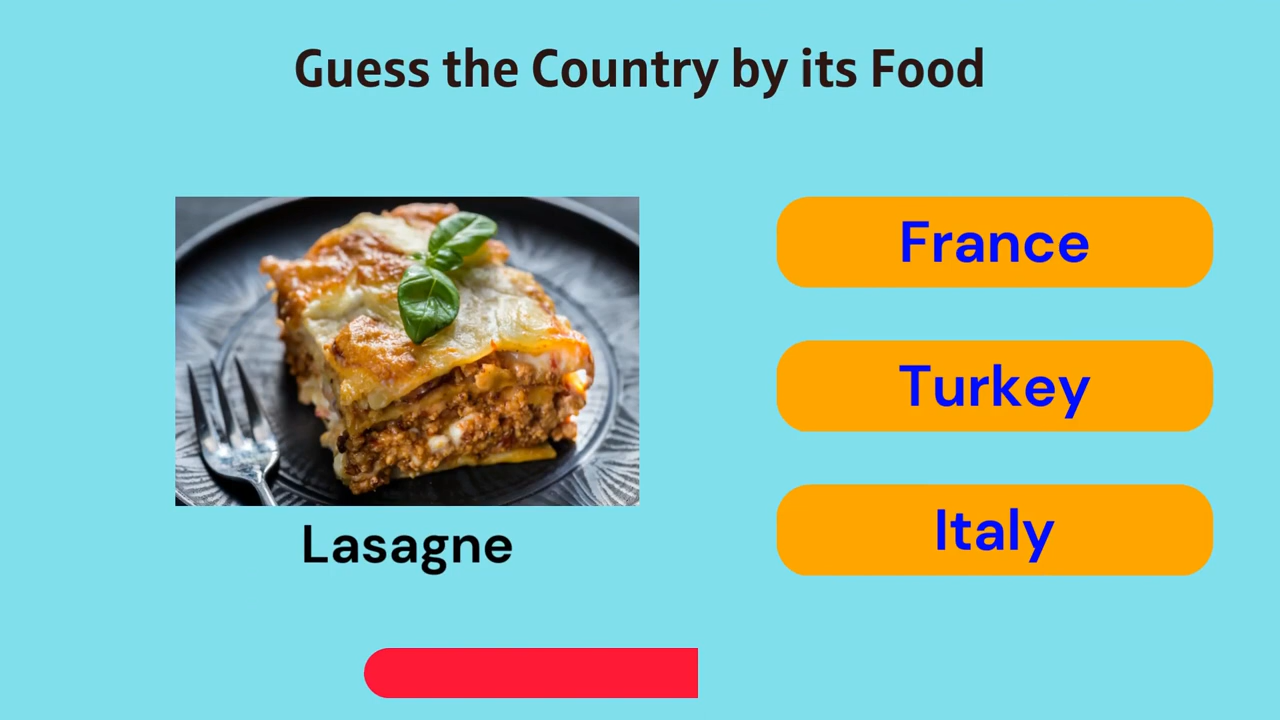 Guess the Country by its Food
France
Turkey
Italy
Lasagne